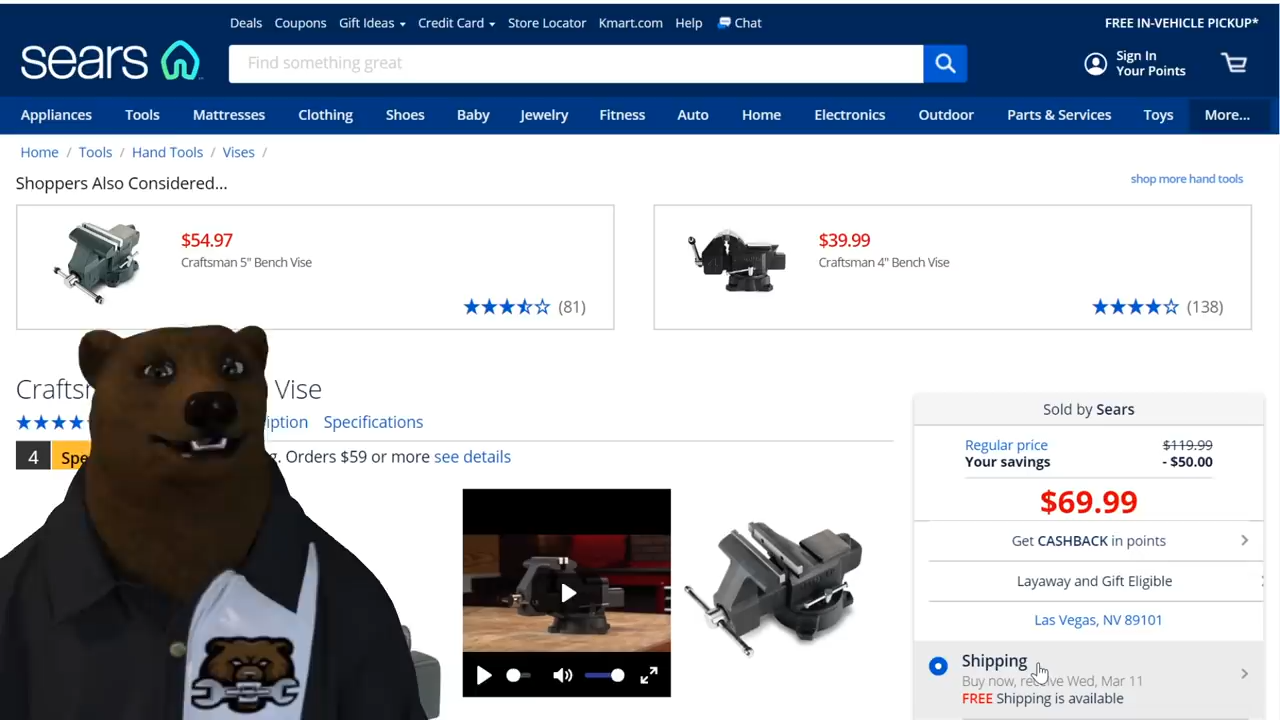 Deals Coupons Gift Ideas Credit Card Store Locator Kmart.com Help Chat FREE IN-VEHICLE PICKUP*
sears
Find something great
Sign In
Your Points
Appliances Tools Mattresses Clothing Shoes Baby Jewelry Fitness Auto Home Electronics Outdoor Parts & Services Toys More...
Home / Tools / Hand Tools / Vises /
Shoppers Also Considered... shop more hand tools
$54.97
Craftsman 5" Bench Vise
(81)
$39.99
Craftsman 4" Bench Vise
(138)
Vise
Specifications
4 Orders $59 or more see details
Sold by Sears
Regular price $119.99
Your savings - $50.00
$69.99
Get CASHBACK in points
Layaway and Gift Eligible
Las Vegas, NV 89101
Shipping
Buy now, receive Wed, Mar 11
FREE Shipping is available